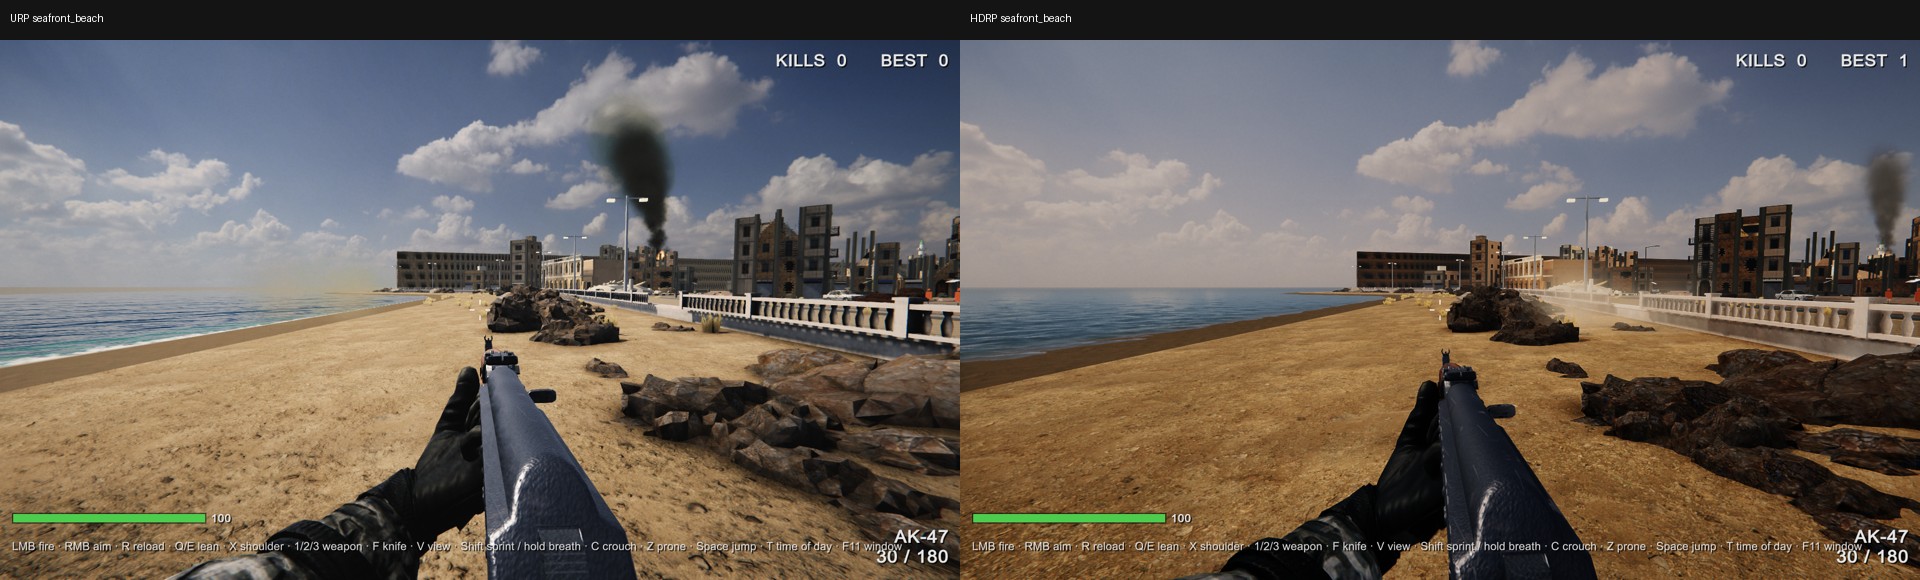 URP seafront_beach
KILLS 0 BEST 0
100
AK-47
LMB fire · RMB aim · R reload · Q/E lean · X shoulder · 1/2/3 weapon · F knife · V view · Shift sprint / hold breath · C crouch · Z prone · Space jump · T time of day · F11 window
30 / 180
HDRP seafront_beach
KILLS 0 BEST 1
100
AK-47
LMB fire · RMB aim · R reload · Q/E lean · X shoulder · 1/2/3 weapon · F knife · V view · Shift sprint / hold breath · C crouch · Z prone · Space jump · T time of day · F11 window
30 / 180